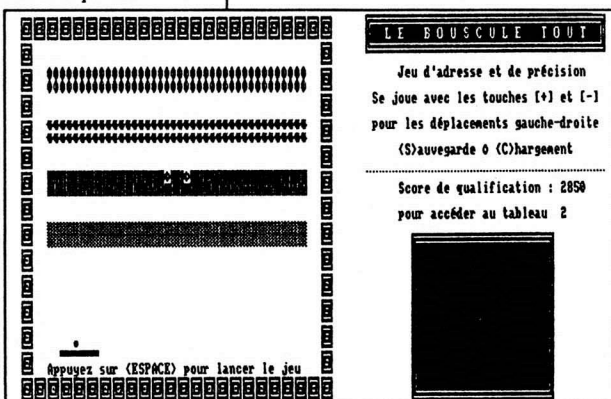 LE BOUSCULE TOUT
Jeu d'adresse et de précision
Se joue avec les touches [+] et [-]
pour les déplacements gauche-droite
(S)auvegarde ô (C)hargement
Score de qualification : 2850
pour accéder au tableau 2
Appuyez sur <ESPACE> pour lancer le jeu